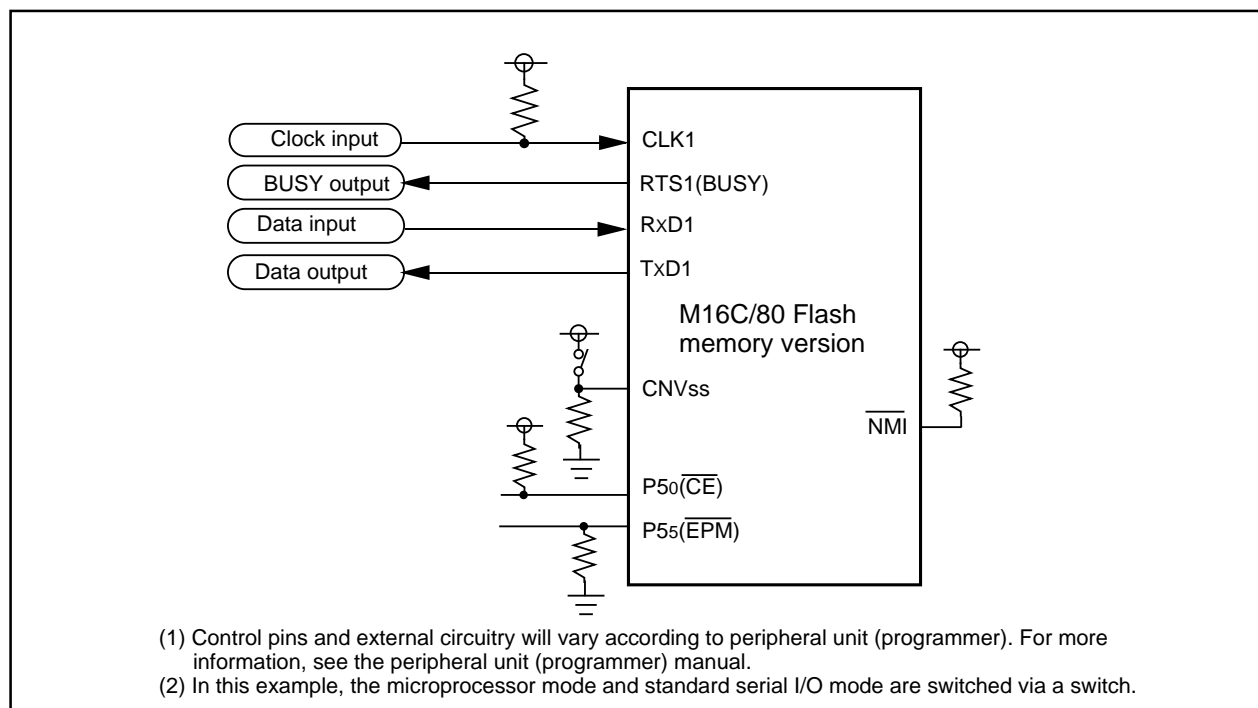 Clock input
CLK1
BUSY output
RTS1(BUSY)
Data input
RxD1
Data output
TxD1
M16C/80 Flash
memory version
CNVss
NMI
P50(CE)
P55(EPM)
(1) Control pins and external circuitry will vary according to peripheral unit (programmer). For more
information, see the peripheral unit (programmer) manual.
(2) In this example, the microprocessor mode and standard serial I/O mode are switched via a switch.